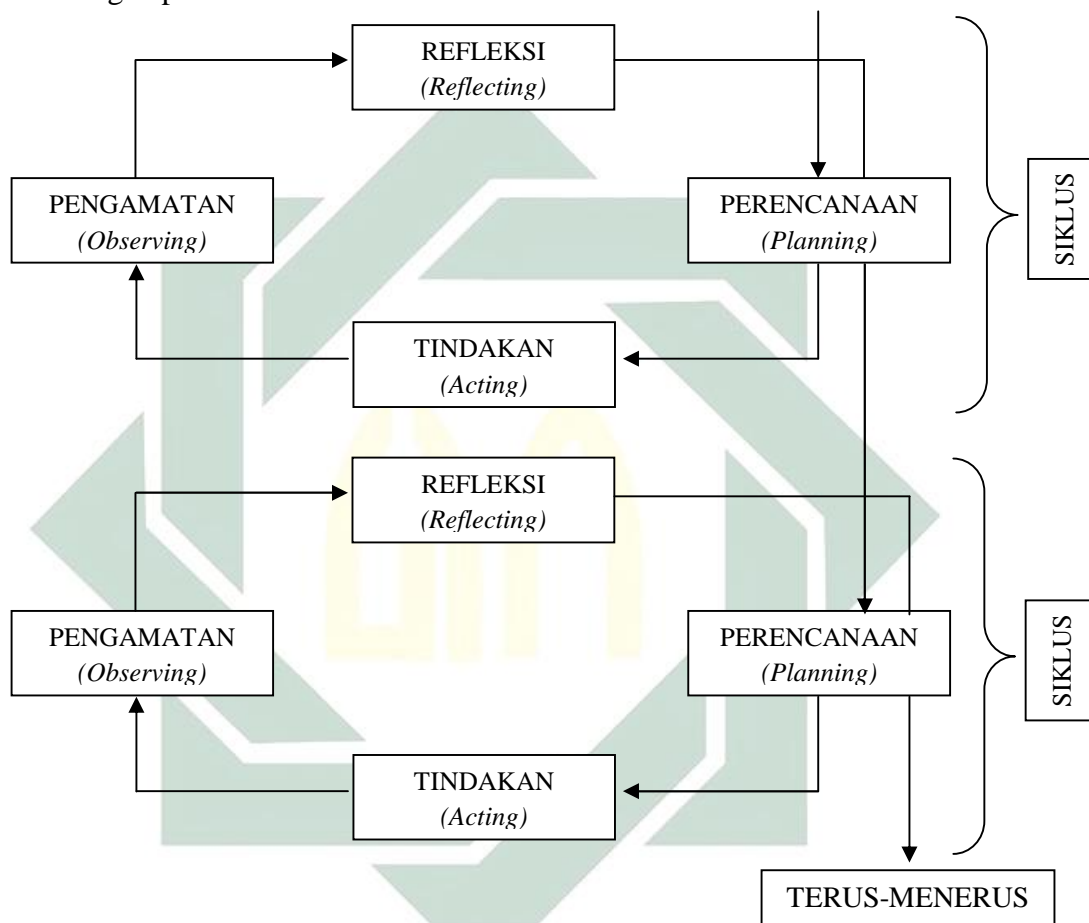 REFLEKSI
(Reflecting)
PENGAMATAN
(Observing)
PERENCANAAN
(Planning)
SIKLUS
TINDAKAN
(Acting)
REFLEKSI
(Reflecting)
PENGAMATAN
(Observing)
PERENCANAAN
(Planning)
SIKLUS
TINDAKAN
(Acting)
TERUS-MENERUS